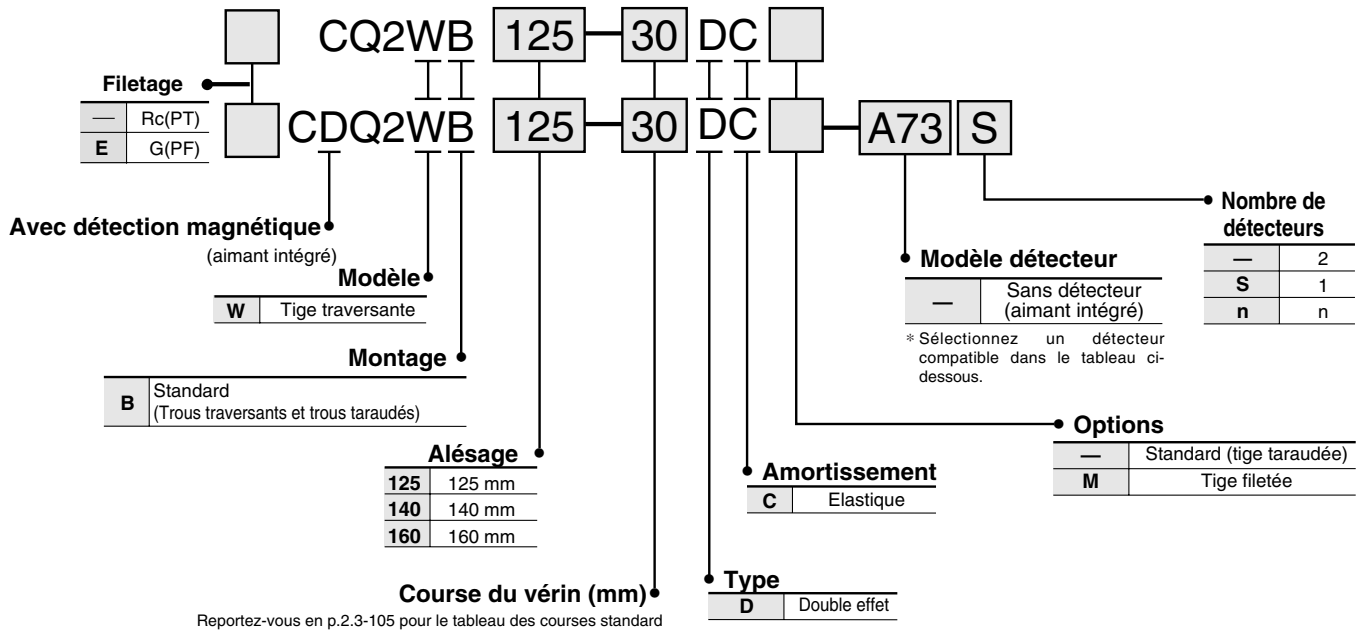 CQ2WB 125 — 30 DC
Filetage
— Rc(PT)
E G(PF)
CDQ2WB 125 — 30 DC — A73 S
Avec détection magnétique
(aimant intégré)
Modèle
W Tige traversante
Montage
B Standard
(Trous traversants et trous taraudés)
Alésage
125 125 mm
140 140 mm
160 160 mm
Course du vérin (mm)
Reportez-vous en p.2.3-105 pour le tableau des courses standard
Type
D Double effet
Amortissement
C Elastique
Modèle détecteur
— Sans détecteur
(aimant intégré)
* Sélectionnez un détecteur
compatible dans le tableau ci-
dessous.
Nombre de
détecteurs
— 2
S 1
n n
Options
— Standard (tige taraudée)
M Tige filetée